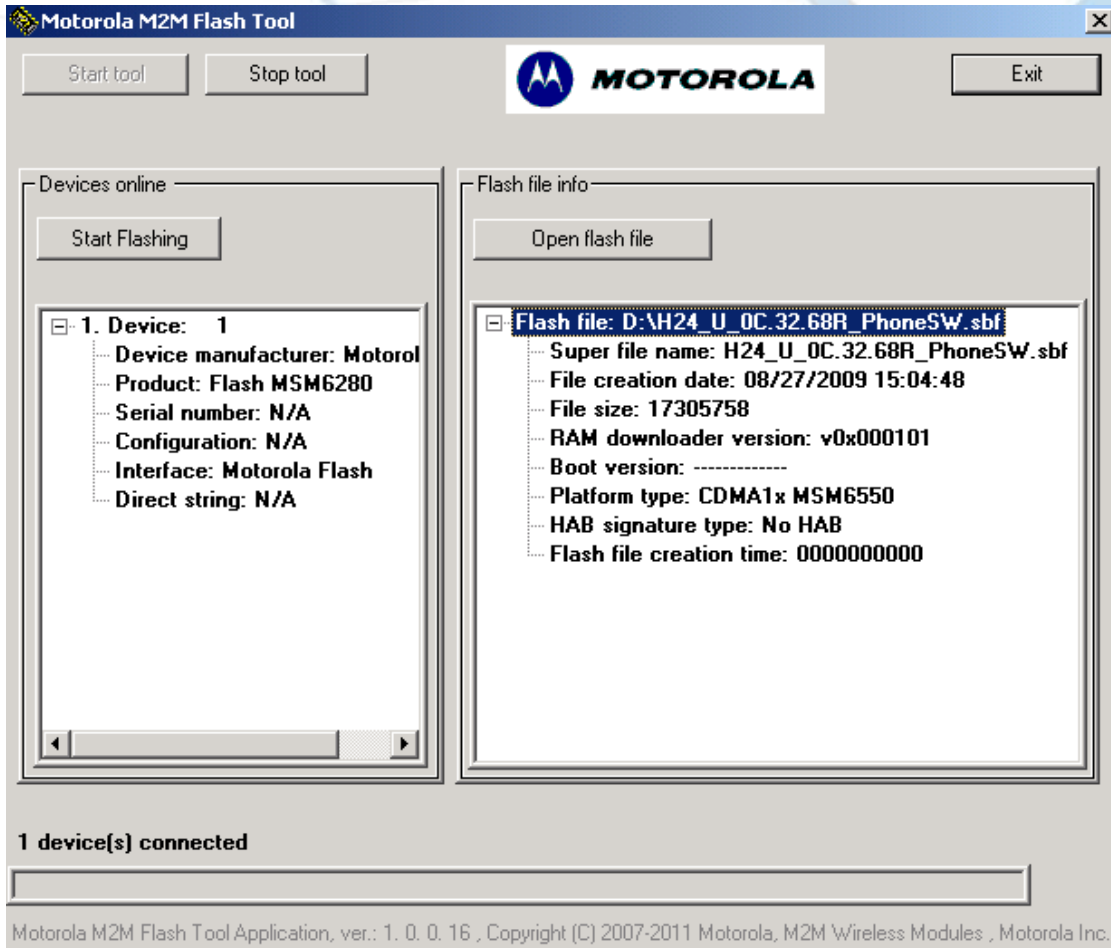 Motorola M2M Flash Tool
Start tool
Stop tool
MOTOROLA
Exit
Devices online
Start Flashing
1. Device: 1
Device manufacturer: Motorol
Product: Flash MSM6280
Serial number: N/A
Configuration: N/A
Interface: Motorola Flash
Direct string: N/A
Flash file info
Open flash file
Flash file: D:\H24_U_0C.32.68R_PhoneSW.sbf
Super file name: H24_U_0C.32.68R_PhoneSW.sbf
File creation date: 08/27/2009 15:04:48
File size: 17305758
RAM downloader version: v0x000101
Boot version: -------------
Platform type: CDMA1x MSM6550
HAB signature type: No HAB
Flash file creation time: 0000000000
1 device(s) connected
Motorola M2M Flash Tool Application, ver.: 1. 0. 0. 16 , Copyright (C) 2007-2011 Motorola, M2M Wireless Modules , Motorola Inc.